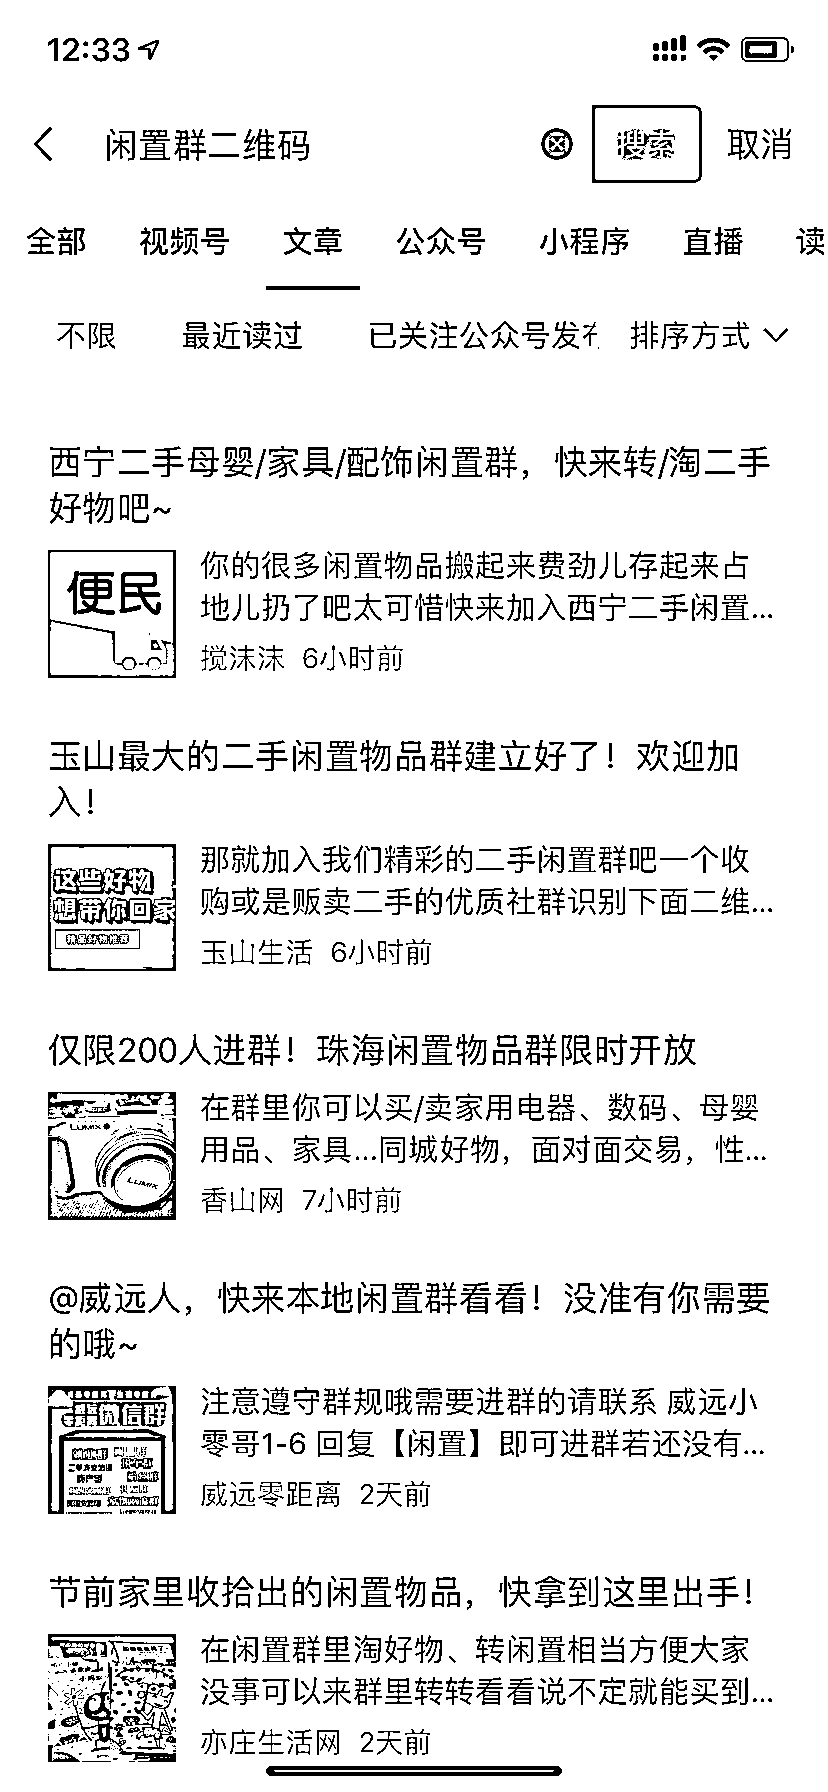 12:33
闲置群二维码
搜索
取消
全部 视频号 文章 公众号 小程序 直播 读
不限 最近读过 已关注公众号发布 排序方式
西宁二手母婴/家具/配饰闲置群，快来转/淘二手
好物吧~
便民
你的很多闲置物品搬起来费劲儿存起来占
地儿扔了吧太可惜快来加入西宁二手闲置...
搅沫沫 6小时前
玉山最大的二手闲置物品群建立好了！欢迎加
入！
这些好物
想带你回家
精品好物推荐
那就加入我们精彩的二手闲置群吧一个收
购或是贩卖二手的优质社群识别下面二维...
玉山生活 6小时前
仅限200人进群！珠海闲置物品群限时开放
LUMIX
LUMIX
在群里你可以买/卖家用电器、数码、母婴
用品、家具...同城好物，面对面交易，性...
香山网 7小时前
@威远人，快来本地闲置群看看！没准有你需要
的哦~
微信群
注意遵守群规哦需要进群的请联系 威远小
零哥1-6 回复【闲置】即可进群若还没有...
威远零距离 2天前
节前家里收拾出的闲置物品，快拿到这里出手！
在闲置群里淘好物、转闲置相当方便大家
没事可以来群里转转看看说不定就能买到...
亦庄生活网 2天前